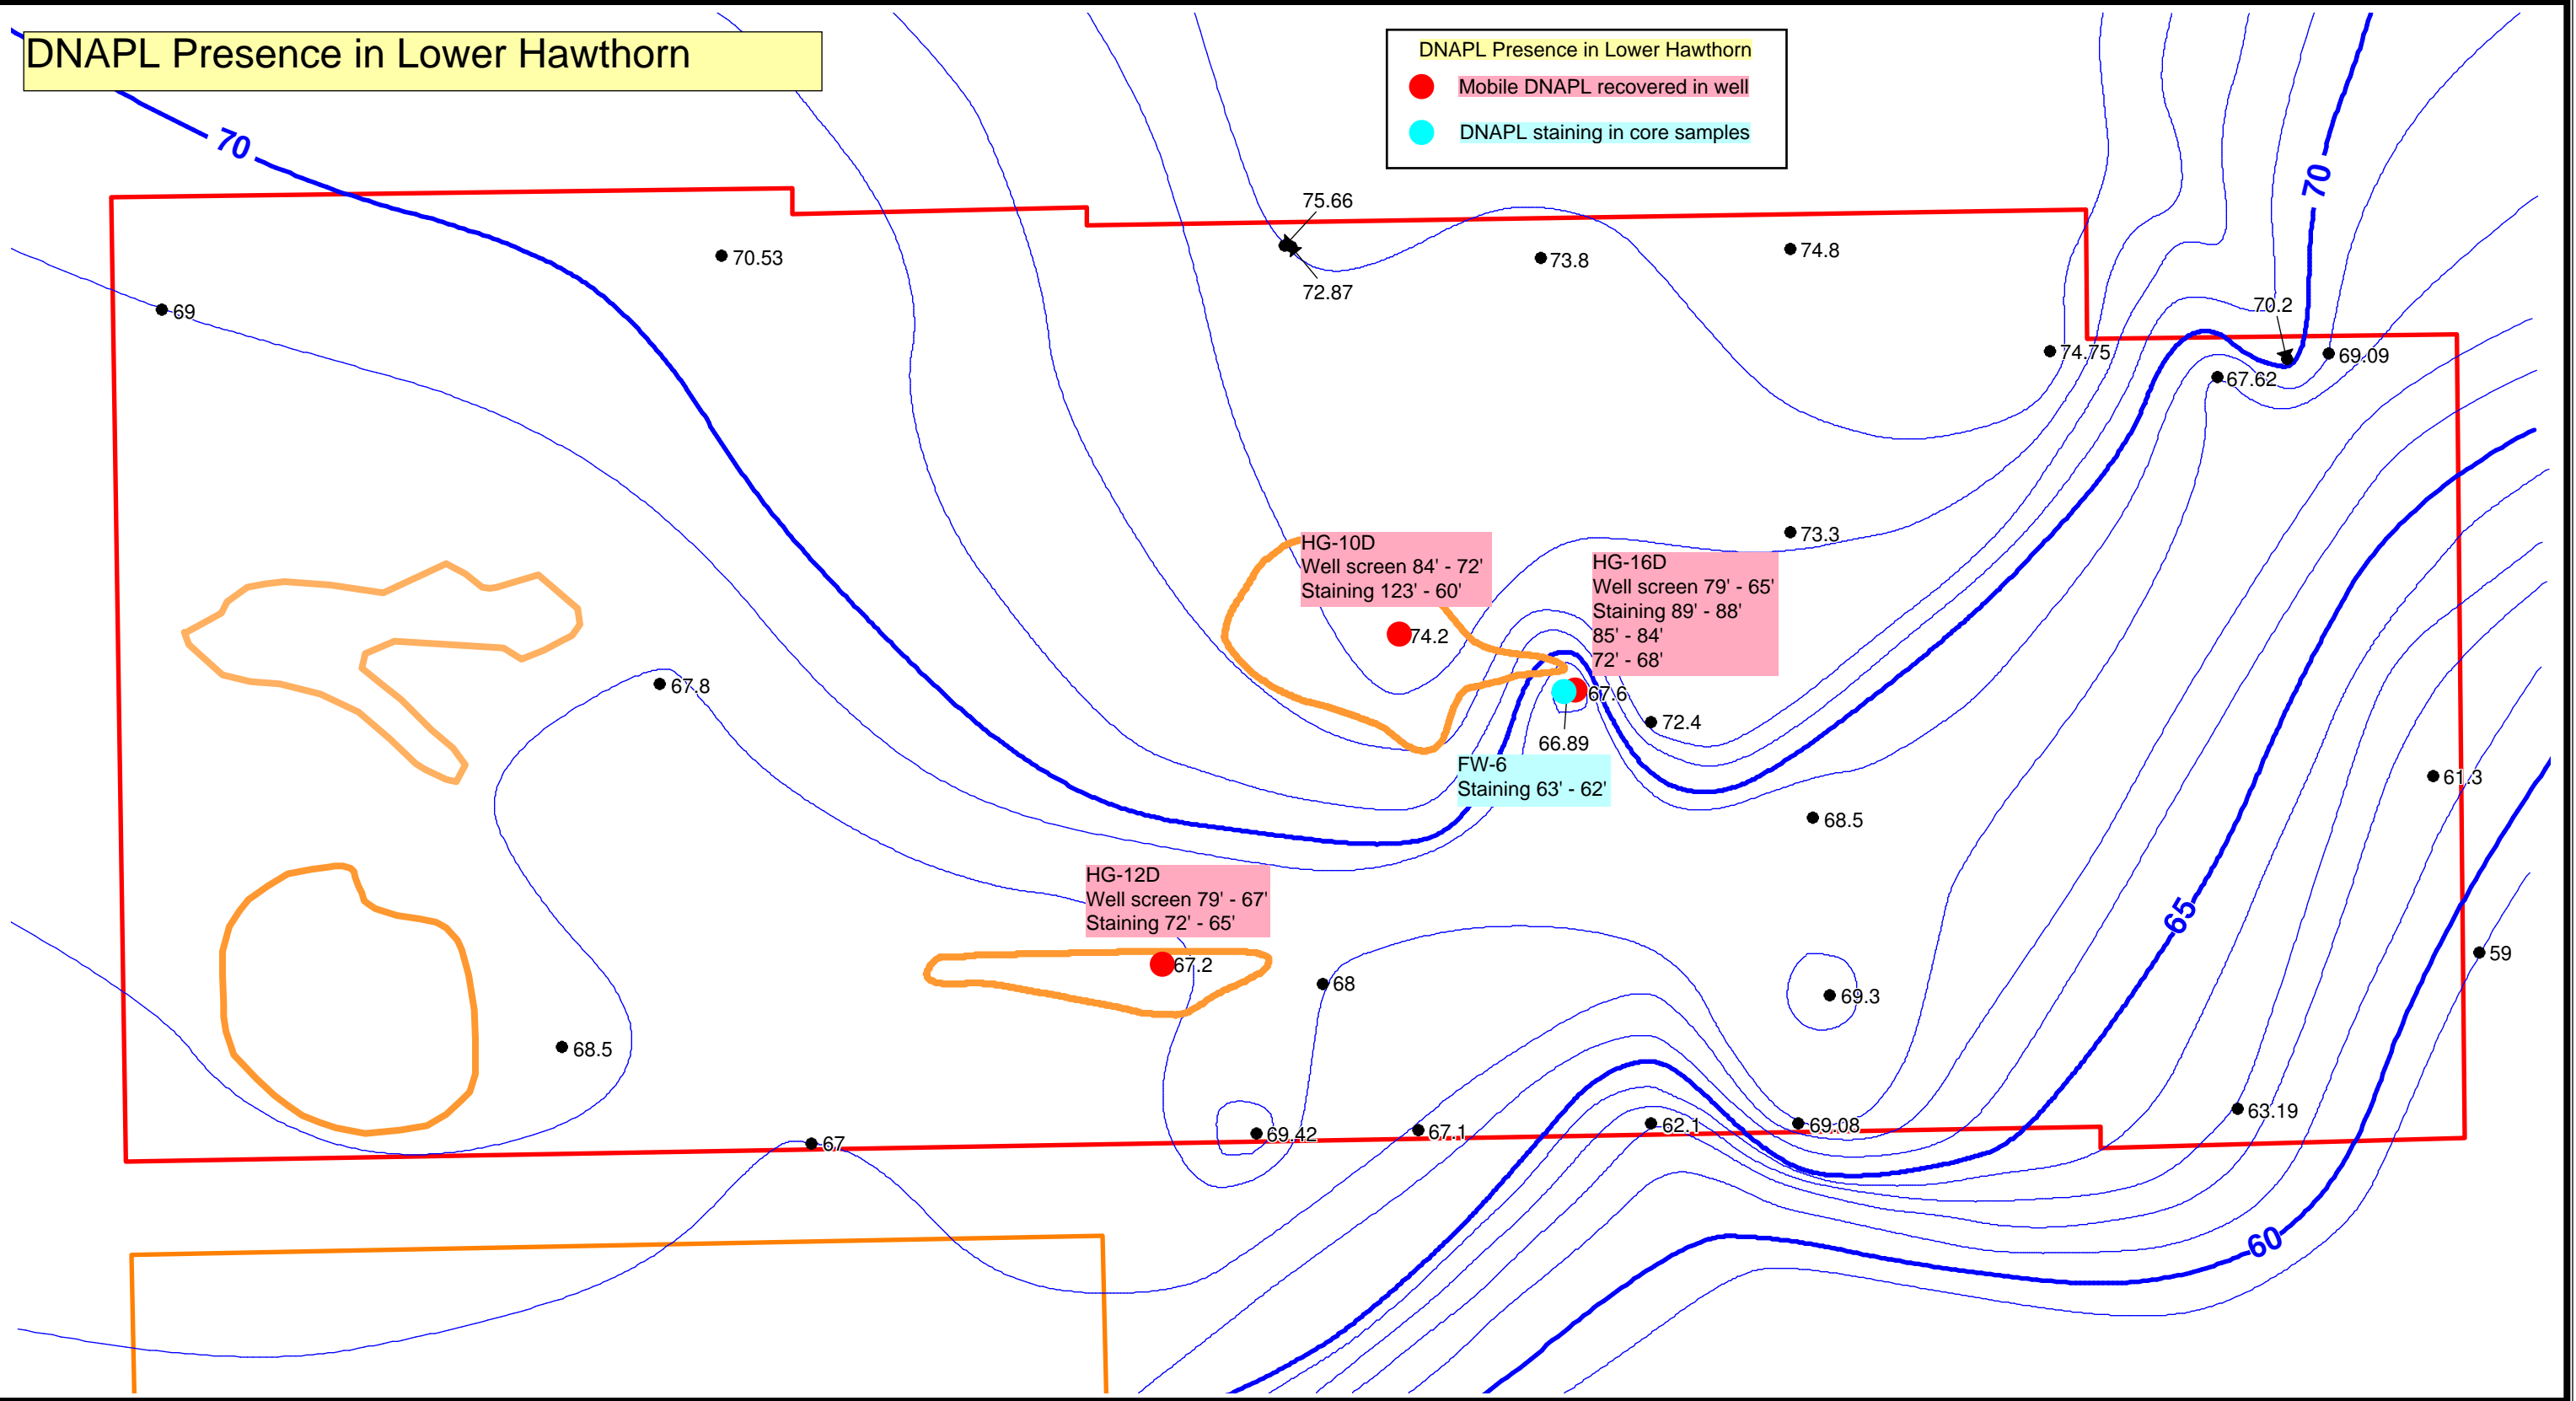 DNAPL Presence in Lower Hawthorn
DNAPL Presence in Lower Hawthorn
Mobile DNAPL recovered in well
DNAPL staining in core samples
70
70
75.66
70.53
73.8
74.8
72.87
69
70.2
74.75
69.09
67.62
73.3
HG-10D
Well screen 84' - 72'
Staining 123' - 60'
74.2
HG-16D
Well screen 79' - 65'
Staining 89' - 88'
85' - 84'
72' - 68'
67.8
67.6
72.4
66.89
FW-6
Staining 63' - 62'
61.3
68.5
HG-12D
Well screen 79' - 67'
Staining 72' - 65'
65
67.2
68
59
69.3
68.5
63.19
69.42
67.1
62.1
69.08
67
60